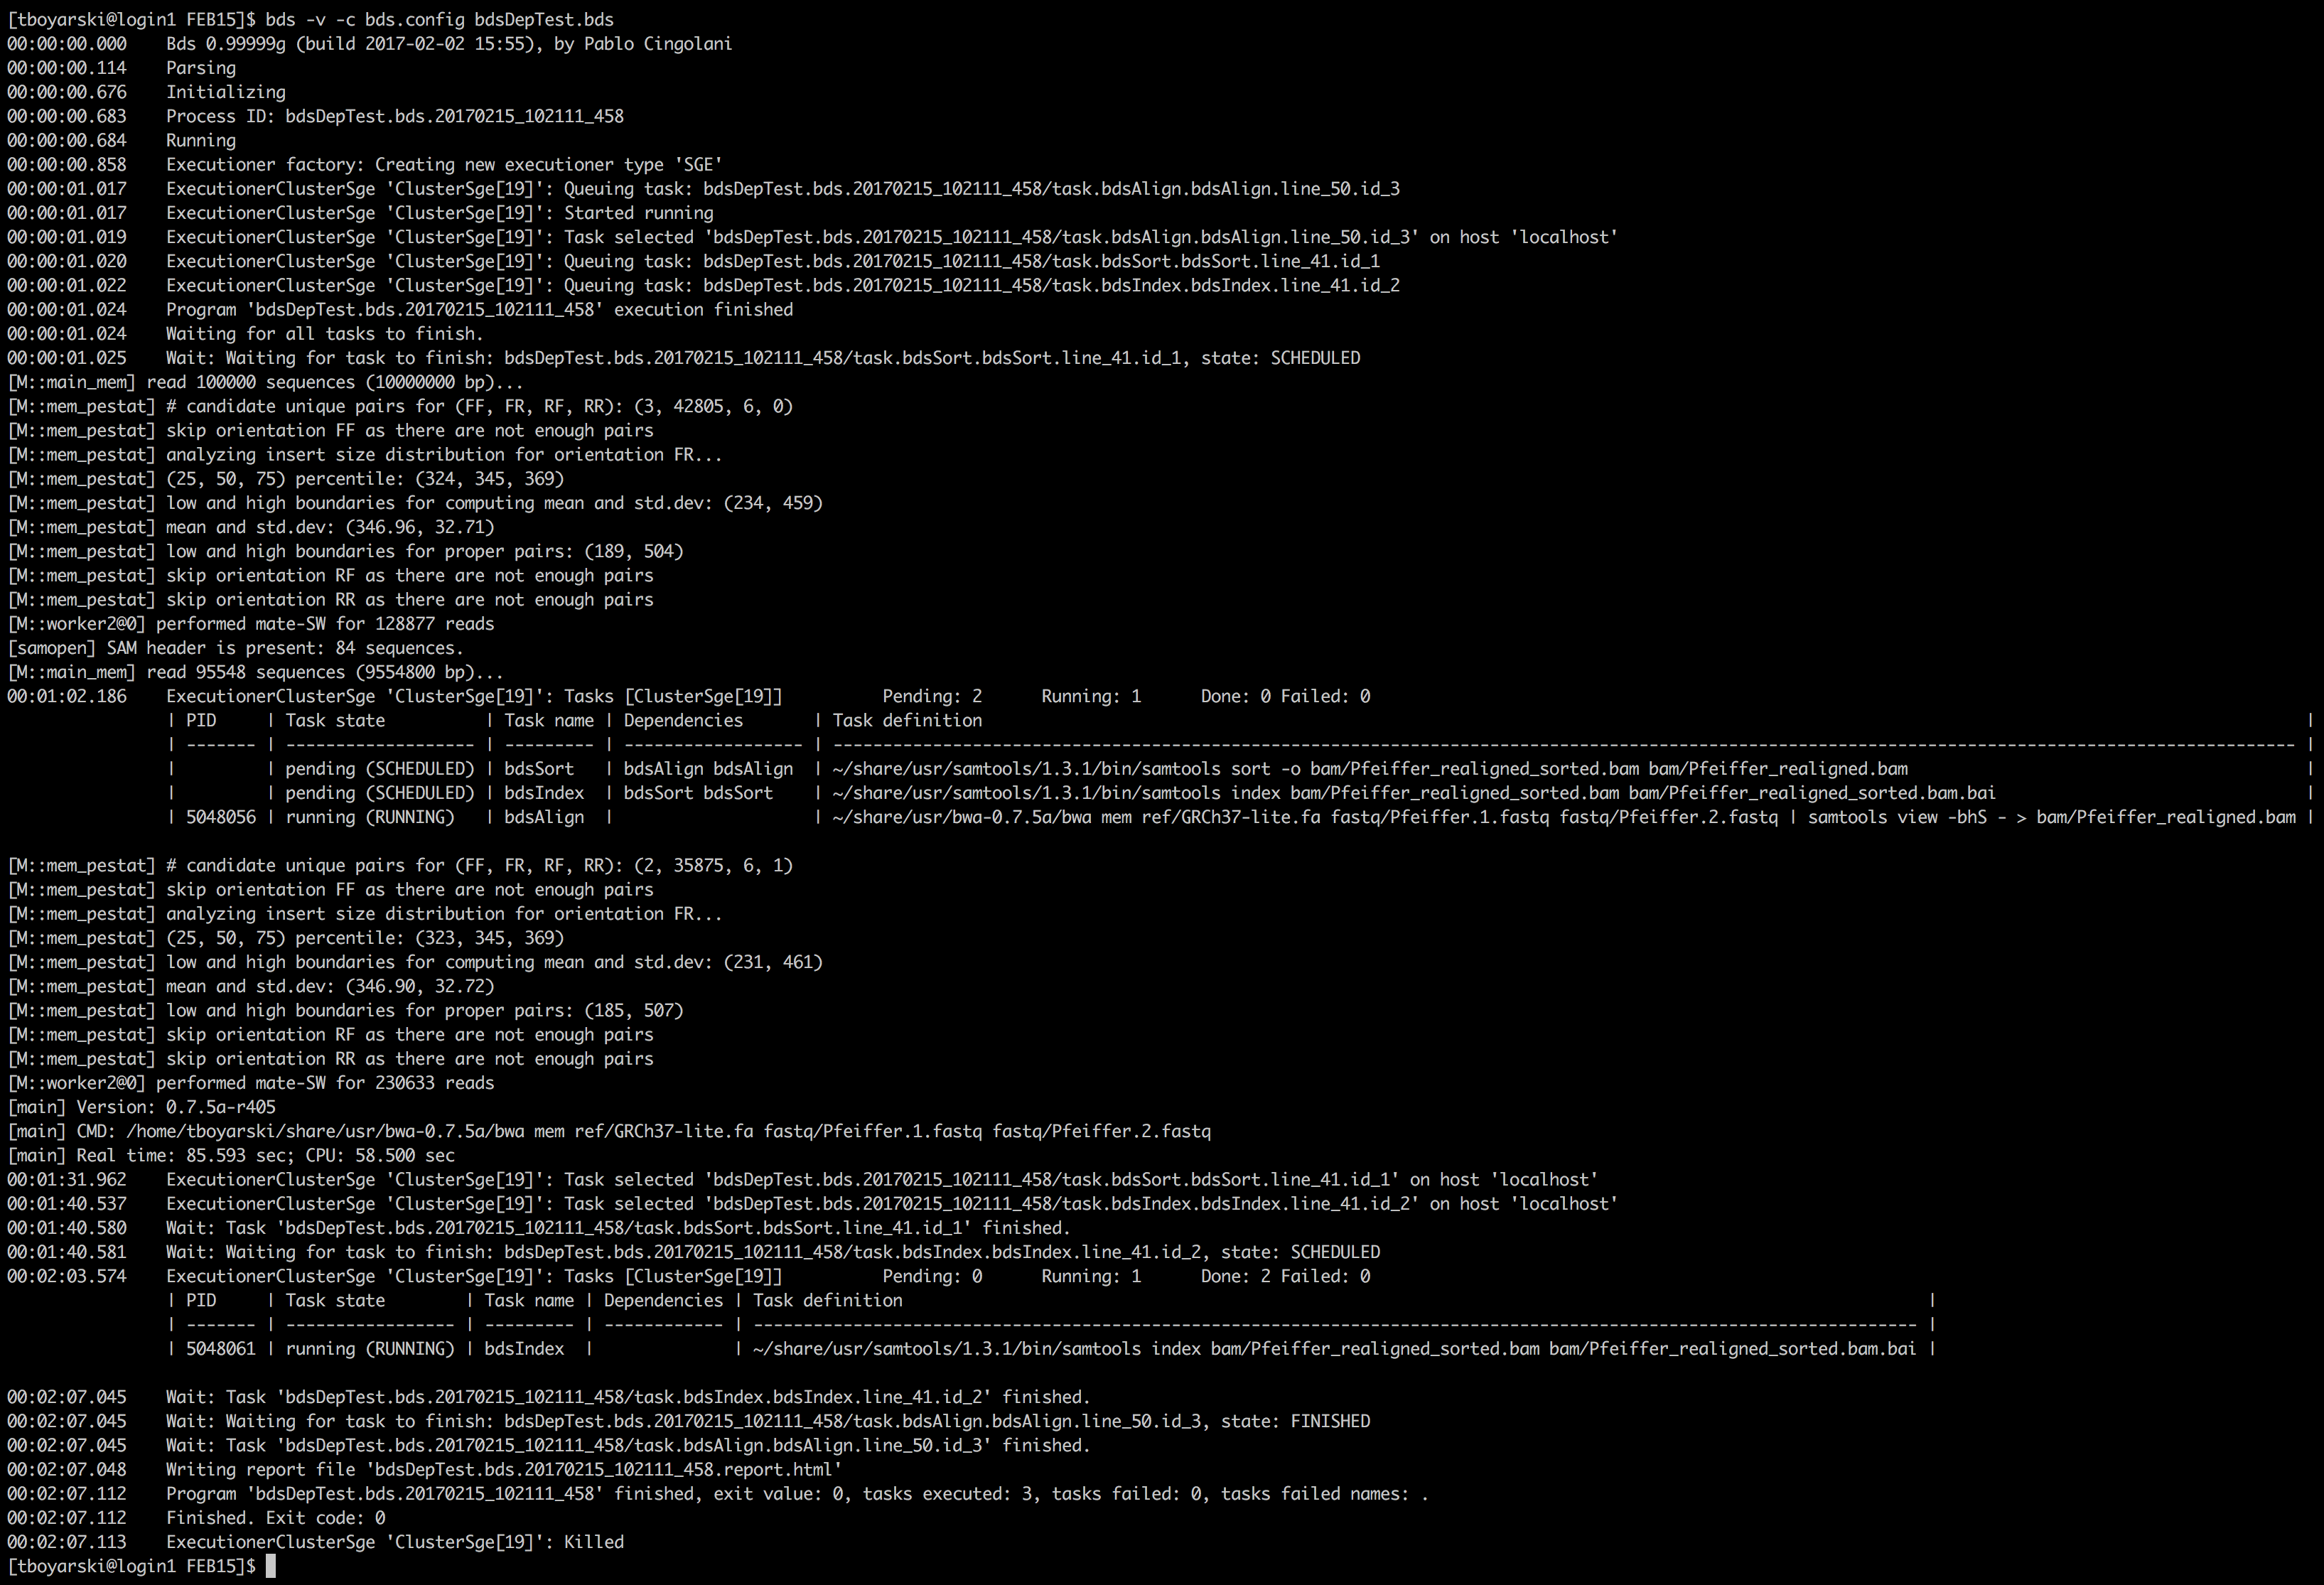 [tboyarski@login1 FEB15]$ bds -v -c bds.config bdsDepTest.bds
00:00:00.000    Bds 0.99999g (build 2017-02-02 15:55), by Pablo Cingolani
00:00:00.114    Parsing
00:00:00.676    Initializing
00:00:00.683    Process ID: bdsDepTest.bds.20170215_102111_458
00:00:00.684    Running
00:00:00.858    Executioner factory: Creating new executioner type 'SGE'
00:00:01.017    ExecutionerClusterSge 'ClusterSge[19]': Queuing task: bdsDepTest.bds.20170215_102111_458/task.bdsAlign.bdsAlign.line_50.id_3
00:00:01.017    ExecutionerClusterSge 'ClusterSge[19]': Started running
00:00:01.019    ExecutionerClusterSge 'ClusterSge[19]': Task selected 'bdsDepTest.bds.20170215_102111_458/task.bdsAlign.bdsAlign.line_50.id_3' on host 'localhost'
00:00:01.020    ExecutionerClusterSge 'ClusterSge[19]': Queuing task: bdsDepTest.bds.20170215_102111_458/task.bdsSort.bdsSort.line_41.id_1
00:00:01.022    ExecutionerClusterSge 'ClusterSge[19]': Queuing task: bdsDepTest.bds.20170215_102111_458/task.bdsIndex.bdsIndex.line_41.id_2
00:00:01.024    Program 'bdsDepTest.bds.20170215_102111_458' execution finished
00:00:01.024    Waiting for all tasks to finish.
00:00:01.025    Wait: Waiting for task to finish: bdsDepTest.bds.20170215_102111_458/task.bdsSort.bdsSort.line_41.id_1, state: SCHEDULED
[M::main_mem] read 100000 sequences (10000000 bp)...
[M::mem_pestat] # candidate unique pairs for (FF, FR, RF, RR): (3, 42805, 6, 0)
[M::mem_pestat] skip orientation FF as there are not enough pairs
[M::mem_pestat] analyzing insert size distribution for orientation FR...
[M::mem_pestat] (25, 50, 75) percentile: (324, 345, 369)
[M::mem_pestat] low and high boundaries for computing mean and std.dev: (234, 459)
[M::mem_pestat] mean and std.dev: (346.96, 32.71)
[M::mem_pestat] low and high boundaries for proper pairs: (189, 504)
[M::mem_pestat] skip orientation RF as there are not enough pairs
[M::mem_pestat] skip orientation RR as there are not enough pairs
[M::worker2@0] performed mate-SW for 128877 reads
[samopen] SAM header is present: 84 sequences.
[M::main_mem] read 95548 sequences (9554800 bp)...
00:01:02.186    ExecutionerClusterSge 'ClusterSge[19]': Tasks [ClusterSge[19]]          Pending: 2      Running: 1      Done: 0 Failed: 0
| PID     | Task state          | Task name | Dependencies       | Task definition |
| ------- | ------------------- | --------- | ------------------ | --------------------------------------------------------------------------------------------------------------------------------------------------- |
|         | pending (SCHEDULED) | bdsSort   | bdsAlign bdsAlign  | ~/share/usr/samtools/1.3.1/bin/samtools sort -o bam/Pfeiffer_realigned_sorted.bam bam/Pfeiffer_realigned.bam |
|         | pending (SCHEDULED) | bdsIndex  | bdsSort bdsSort    | ~/share/usr/samtools/1.3.1/bin/samtools index bam/Pfeiffer_realigned_sorted.bam bam/Pfeiffer_realigned_sorted.bam.bai |
| 5048056 | running (RUNNING)   | bdsAlign  |                    | ~/share/usr/bwa-0.7.5a/bwa mem ref/GRCh37-lite.fa fastq/Pfeiffer.1.fastq fastq/Pfeiffer.2.fastq | samtools view -bhS - > bam/Pfeiffer_realigned.bam |
[M::mem_pestat] # candidate unique pairs for (FF, FR, RF, RR): (2, 35875, 6, 1)
[M::mem_pestat] skip orientation FF as there are not enough pairs
[M::mem_pestat] analyzing insert size distribution for orientation FR...
[M::mem_pestat] (25, 50, 75) percentile: (323, 345, 369)
[M::mem_pestat] low and high boundaries for computing mean and std.dev: (231, 461)
[M::mem_pestat] mean and std.dev: (346.90, 32.72)
[M::mem_pestat] low and high boundaries for proper pairs: (185, 507)
[M::mem_pestat] skip orientation RF as there are not enough pairs
[M::mem_pestat] skip orientation RR as there are not enough pairs
[M::worker2@0] performed mate-SW for 230633 reads
[main] Version: 0.7.5a-r405
[main] CMD: /home/tboyarski/share/usr/bwa-0.7.5a/bwa mem ref/GRCh37-lite.fa fastq/Pfeiffer.1.fastq fastq/Pfeiffer.2.fastq
[main] Real time: 85.593 sec; CPU: 58.500 sec
00:01:31.962    ExecutionerClusterSge 'ClusterSge[19]': Task selected 'bdsDepTest.bds.20170215_102111_458/task.bdsSort.bdsSort.line_41.id_1' on host 'localhost'
00:01:40.537    ExecutionerClusterSge 'ClusterSge[19]': Task selected 'bdsDepTest.bds.20170215_102111_458/task.bdsIndex.bdsIndex.line_41.id_2' on host 'localhost'
00:01:40.580    Wait: Task 'bdsDepTest.bds.20170215_102111_458/task.bdsSort.bdsSort.line_41.id_1' finished.
00:01:40.581    Wait: Waiting for task to finish: bdsDepTest.bds.20170215_102111_458/task.bdsIndex.bdsIndex.line_41.id_2, state: SCHEDULED
00:02:03.574    ExecutionerClusterSge 'ClusterSge[19]': Tasks [ClusterSge[19]]          Pending: 0      Running: 1      Done: 2 Failed: 0
| PID     | Task state        | Task name | Dependencies | Task definition |
| ------- | ----------------- | --------- | ------------ | --------------------------------------------------------------------------------------------------------------------- |
| 5048061 | running (RUNNING) | bdsIndex  |              | ~/share/usr/samtools/1.3.1/bin/samtools index bam/Pfeiffer_realigned_sorted.bam bam/Pfeiffer_realigned_sorted.bam.bai |
00:02:07.045    Wait: Task 'bdsDepTest.bds.20170215_102111_458/task.bdsIndex.bdsIndex.line_41.id_2' finished.
00:02:07.045    Wait: Waiting for task to finish: bdsDepTest.bds.20170215_102111_458/task.bdsAlign.bdsAlign.line_50.id_3, state: FINISHED
00:02:07.045    Wait: Task 'bdsDepTest.bds.20170215_102111_458/task.bdsAlign.bdsAlign.line_50.id_3' finished.
00:02:07.048    Writing report file 'bdsDepTest.bds.20170215_102111_458.report.html'
00:02:07.112    Program 'bdsDepTest.bds.20170215_102111_458' finished, exit value: 0, tasks executed: 3, tasks failed: 0, tasks failed names: .
00:02:07.112    Finished. Exit code: 0
00:02:07.113    ExecutionerClusterSge 'ClusterSge[19]': Killed
[tboyarski@login1 FEB15]$